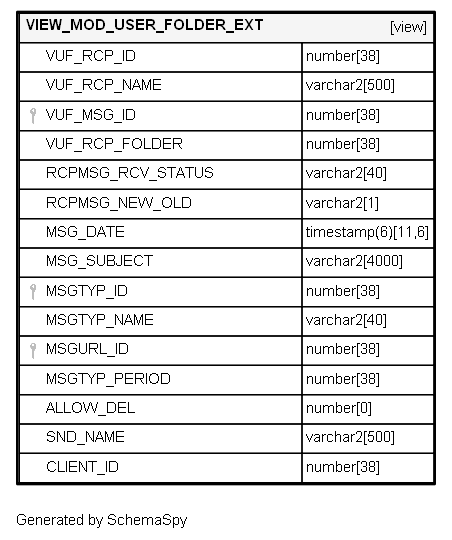 VIEW_MOD_USER_FOLDER_EXT [view]
VUF_RCP_ID number[38]
VUF_RCP_NAME varchar2[500]
VUF_MSG_ID number[38]
VUF_RCP_FOLDER number[38]
RCPMSG_RCV_STATUS varchar2[40]
RCPMSG_NEW_OLD varchar2[1]
MSG_DATE timestamp(6)[11,6]
MSG_SUBJECT varchar2[4000]
MSGTYP_ID number[38]
MSGTYP_NAME varchar2[40]
MSGURL_ID number[38]
MSGTYP_PERIOD number[38]
ALLOW_DEL number[0]
SND_NAME varchar2[500]
CLIENT_ID number[38]
Generated by SchemaSpy